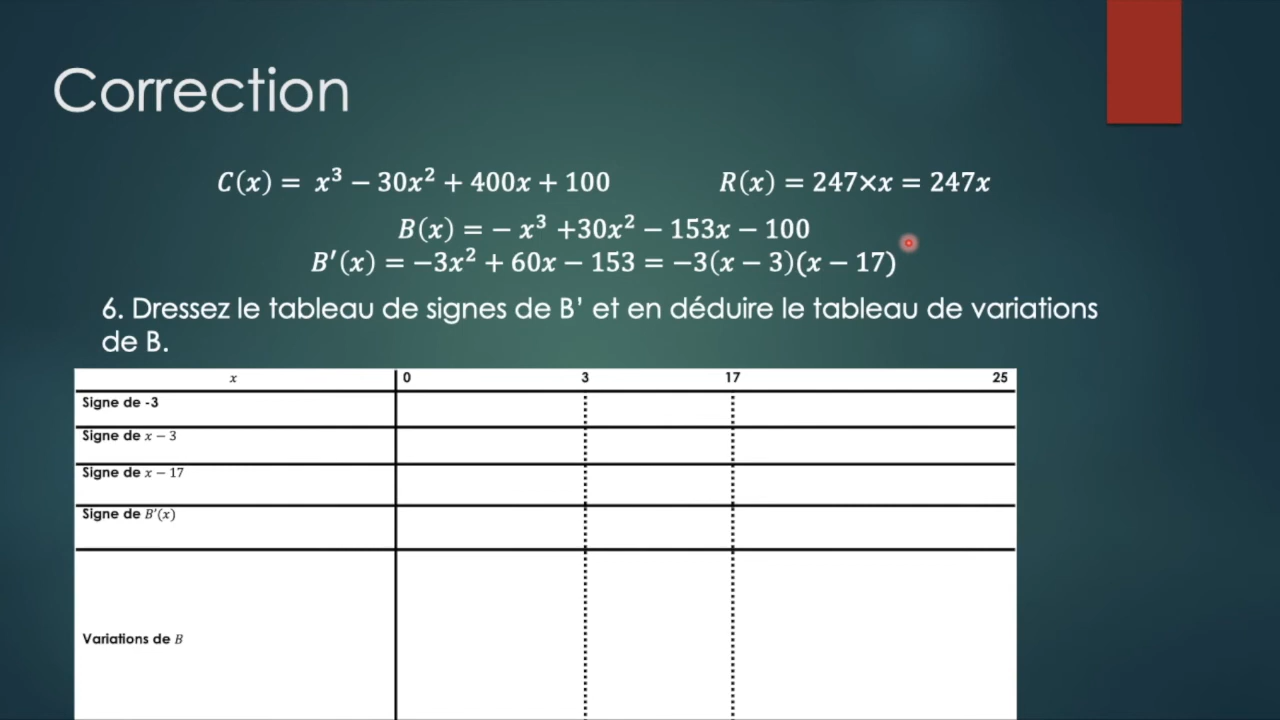 Correction
C(x) = x³ − 30x² + 400x + 100 R(x) = 247×x = 247x
B(x) = − x³ +30x² − 153x − 100
B′(x) = −3x² + 60x − 153 = −3(x − 3)(x − 17)
6. Dressez le tableau de signes de B' et en déduire le tableau de variations
de B.
x 0 3 17 25
Signe de -3
Signe de x − 3
Signe de x − 17
Signe de B'(x)
Variations de B